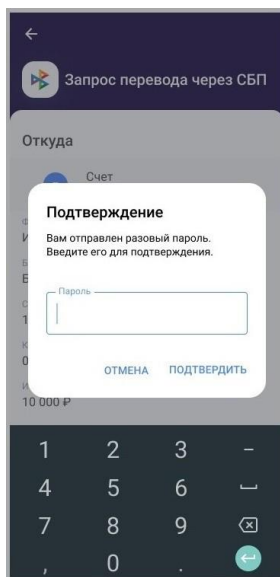 Запрос перевода через СБП
Откуда
Счет
Подтверждение
Вам отправлен разовый пароль.
Введите его для подтверждения.
Пароль
ОТМЕНА ПОДТВЕРДИТЬ
10 000 ₽
1 2 3 -
4 5 6
7 8 9
, 0 .